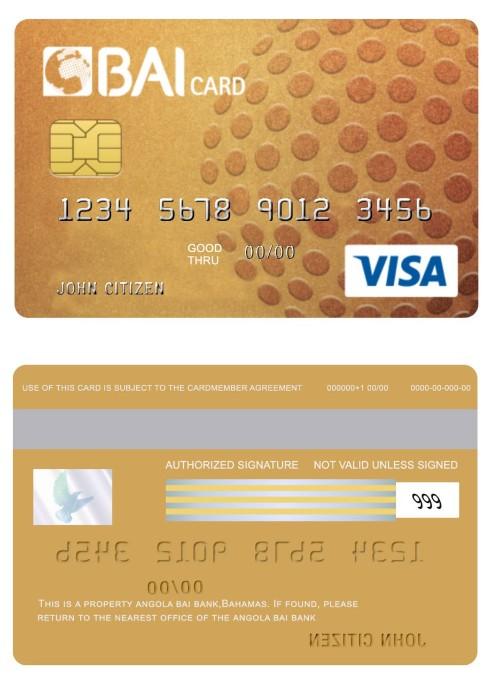 BAI CARD
1234 5678 9012 3456
GOOD THRU 00/00
JOHN CITIZEN
VISA
USE OF THIS CARD IS SUBJECT TO THE CARDMEMBER AGREEMENT 000000+1 00/00 0000-00-000-00
AUTHORIZED SIGNATURE NOT VALID UNLESS SIGNED
999
1234 5678 9012 3456
00/00
THIS IS A PROPERTY ANGOLA BAI BANK,BAHAMAS. IF FOUND, PLEASE
RETURN TO THE NEAREST OFFICE OF THE ANGOLA BAI BANK
JOHN CITIZEN